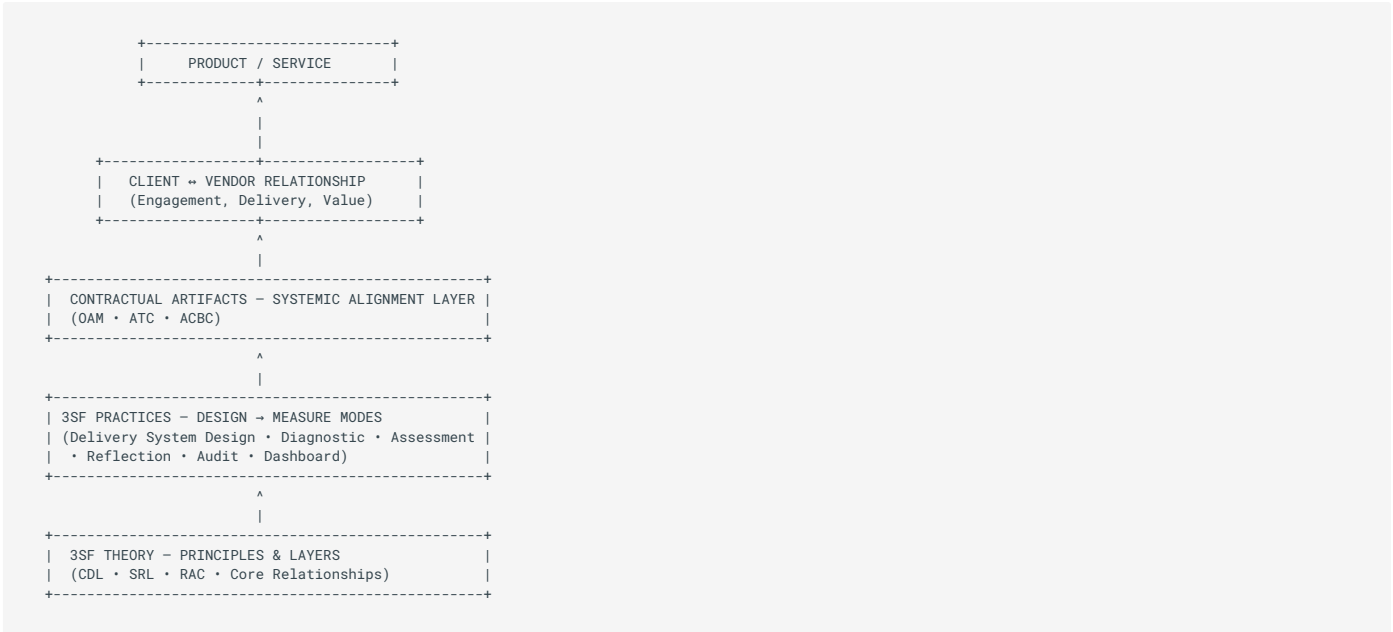 PRODUCT / SERVICE
CLIENT ↔ VENDOR RELATIONSHIP
(Engagement, Delivery, Value)
CONTRACTUAL ARTIFACTS — SYSTEMIC ALIGNMENT LAYER
(OAM • ATC • ACBC)
3SF PRACTICES — DESIGN → MEASURE MODES
(Delivery System Design • Diagnostic • Assessment
• Reflection • Audit • Dashboard)
3SF THEORY — PRINCIPLES & LAYERS
(CDL • SRL • RAC • Core Relationships)